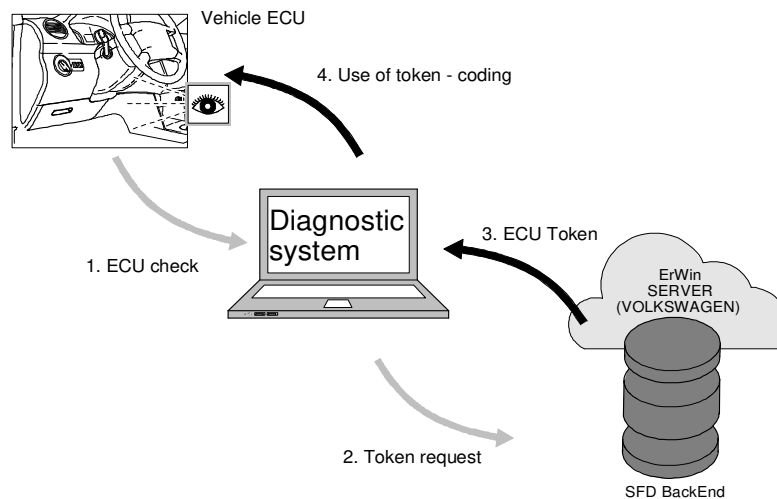 Vehicle ECU
4. Use of token - coding
Diagnostic
system
1. ECU check
3. ECU Token
ErWin
SERVER
(VOLKSWAGEN)
2. Token request
SFD BackEnd